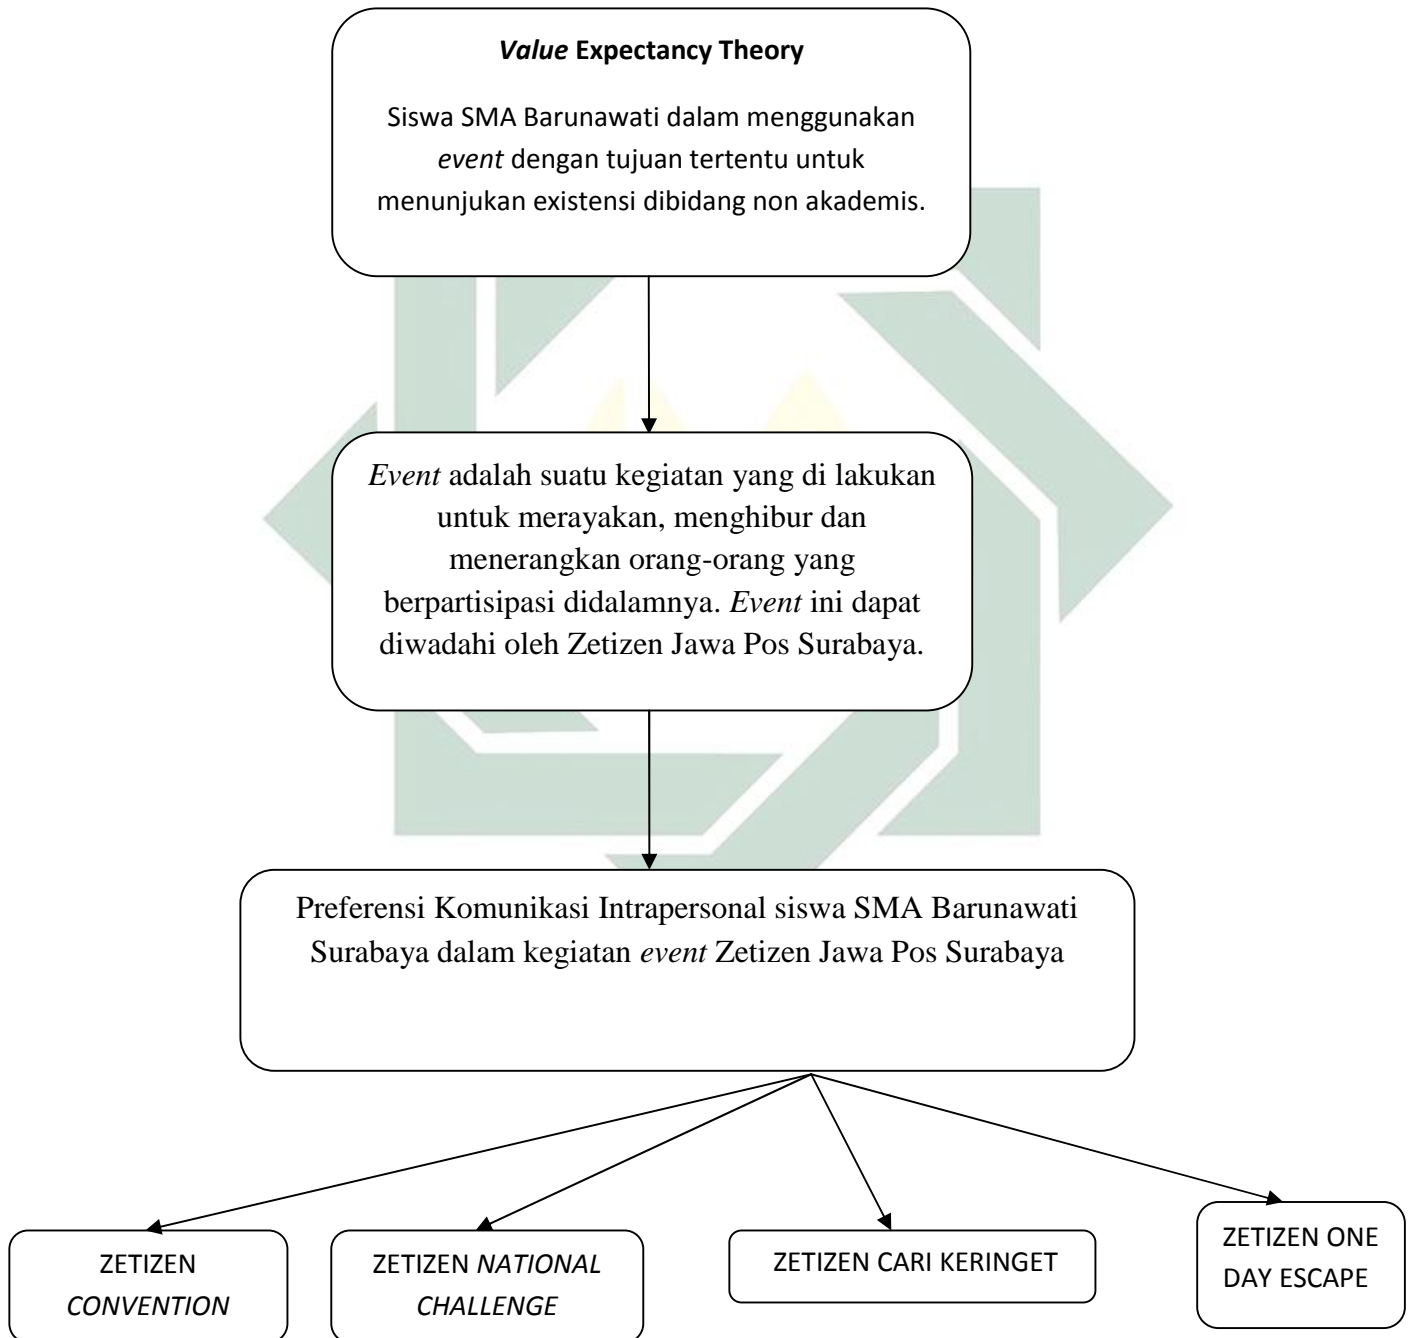 Value Expectancy Theory
Siswa SMA Barunawati dalam menggunakan
event dengan tujuan tertentu untuk
menunjukan existensi dibidang non akademis.
Event adalah suatu kegiatan yang di lakukan
untuk merayakan, menghibur dan
menerangkan orang-orang yang
berpartisipasi didalamnya. Event ini dapat
diwadahi oleh Zetizen Jawa Pos Surabaya.
Preferensi Komunikasi Intrapersonal siswa SMA Barunawati
Surabaya dalam kegiatan event Zetizen Jawa Pos Surabaya
ZETIZEN
CONVENTION
ZETIZEN NATIONAL
CHALLENGE
ZETIZEN CARI KERINGET
ZETIZEN ONE
DAY ESCAPE